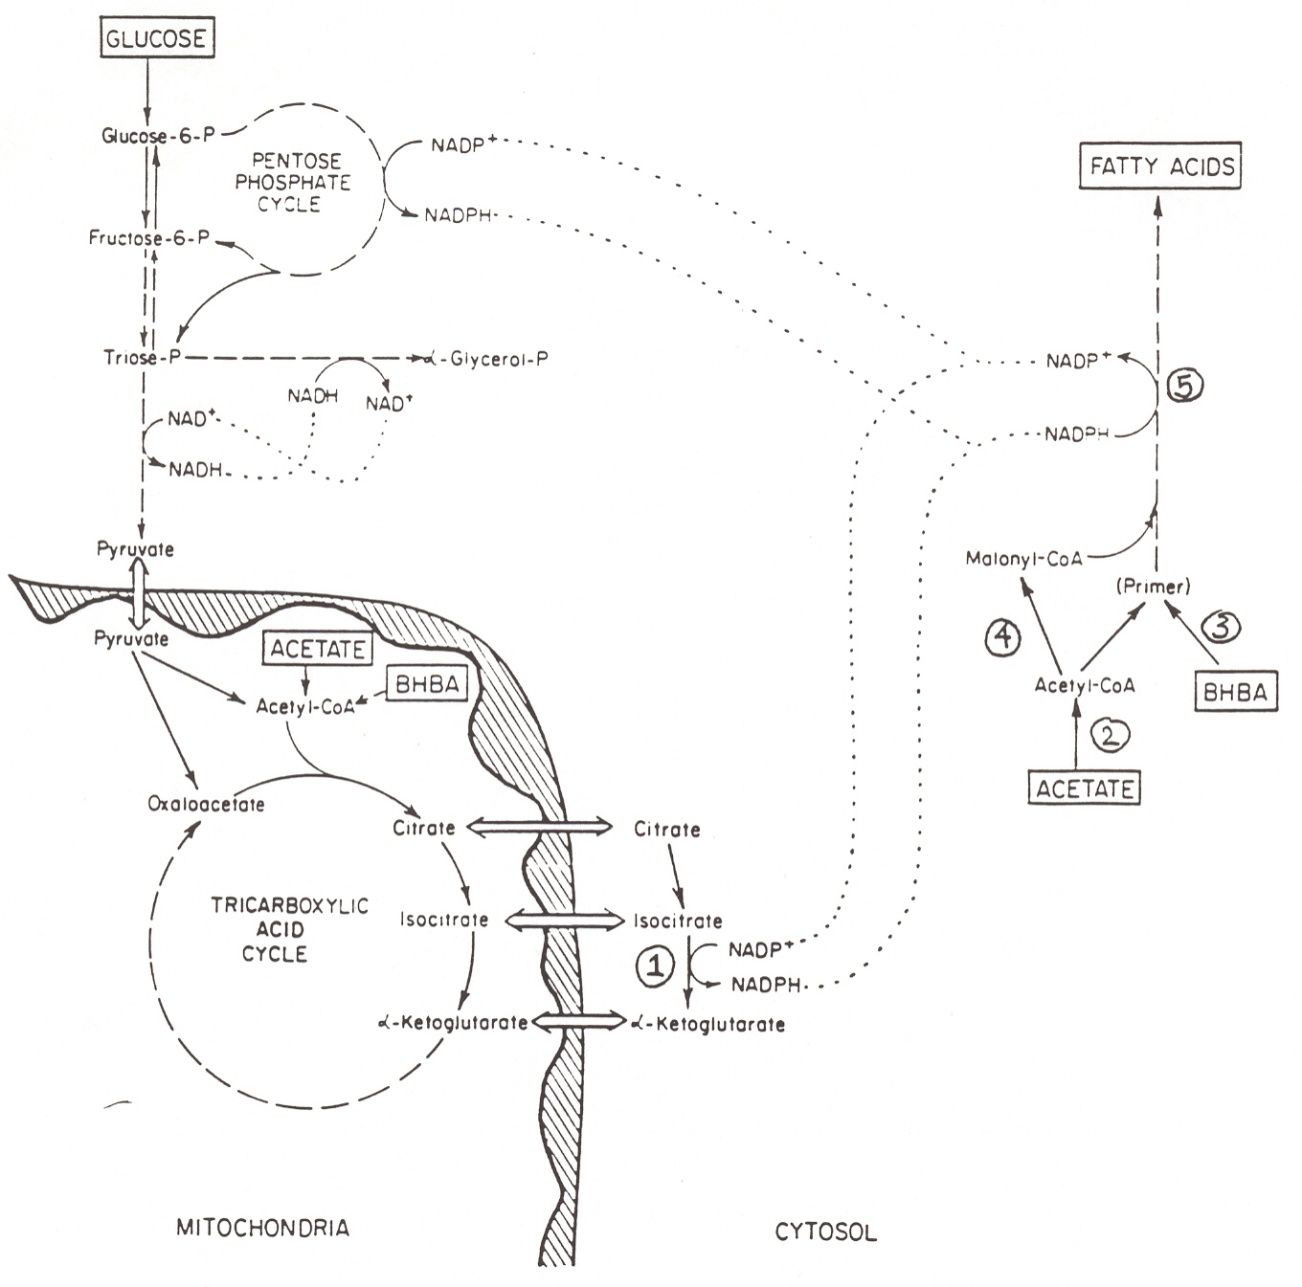 GLUCOSE
Glucose-6-P
PENTOSE
PHOSPHATE
CYCLE
NADP+
NADPH
Fructose-6-P
Triose-P
α-Glycerol-P
NADH
NAD+
NAD+
NADH
Pyruvate
Pyruvate
ACETATE
BHBA
Acetyl-CoA
Oxaloacetate
Citrate
Isocitrate
α-Ketoglutarate
TRICARBOXYLIC
ACID
CYCLE
MITOCHONDRIA
Citrate
Isocitrate
1
NADP+
NADPH
α-Ketoglutarate
CYTOSOL
FATTY ACIDS
NADP+
5
NADPH
Malonyl-CoA
(Primer)
4
3
Acetyl-CoA
BHBA
2
ACETATE